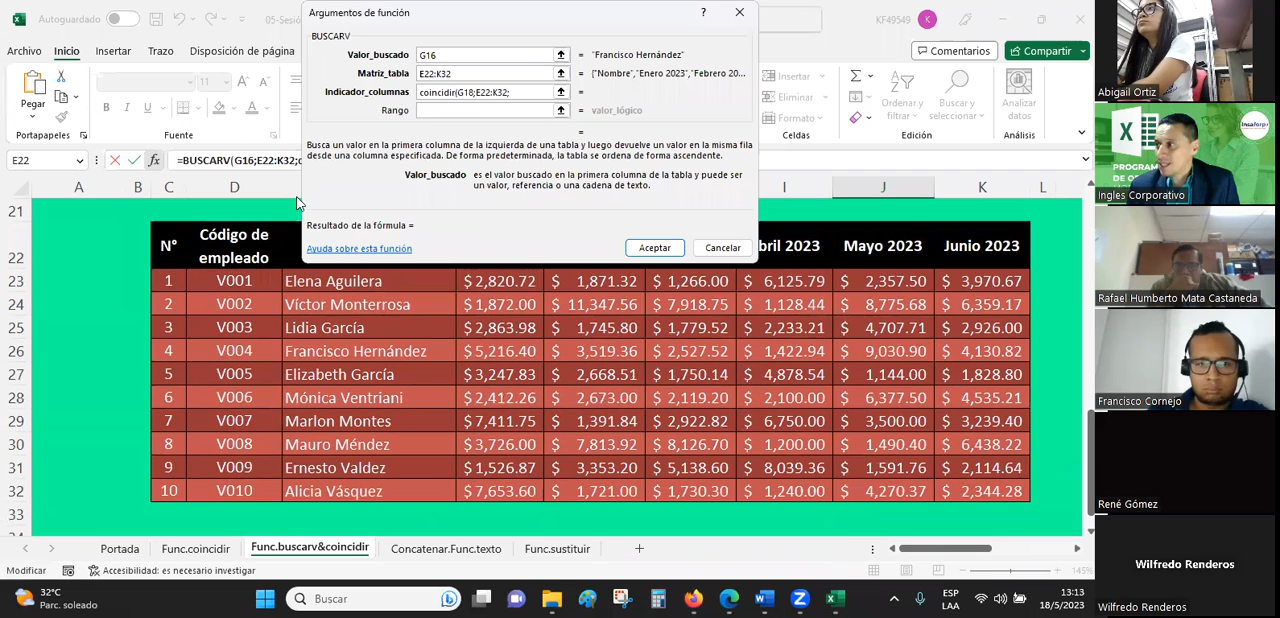 Autoguardado
05-Sesió
Argumentos de función
?
KF49549
K
Archivo Inicio Insertar Trazo Disposición de página
Comentarios
Compartir
BUSCARV
Valor_buscado G16 = "Francisco Hernández"
Matriz_tabla E22:K32 = {"Nombre","Enero 2023","Febrero 20...
Indicador_columnas coincidir(G18;E22:K32; =
Rango = valor_lógico
=
Busca un valor en la primera columna de la izquierda de una tabla y luego devuelve un valor en la misma fila
desde una columna especificada. De forma predeterminada, la tabla se ordena de forma ascendente.
Valor_buscado es el valor buscado en la primera columna de la tabla y puede ser
un valor, referencia o una cadena de texto.
Resultado de la fórmula =
Ayuda sobre esta función
Aceptar
Cancelar
Pegar
11
N K S
Portapapeles
Fuente
Insertar
Eliminar
Formato
Celdas
Ordenar y
filtrar
Buscar y
seleccionar
Edición
Analizar
datos
Análisis
E22
fx
=BUSCARV(G16;E22:K32;c
A B C D I J K L
21
22 N° Código de empleado bril 2023 Mayo 2023 Junio 2023
23 1 V001 Elena Aguilera $ 2,820.72 $ 1,871.32 $ 1,266.00 $ 6,125.79 $ 2,357.50 $ 3,970.67
24 2 V002 Víctor Monterrosa $ 1,872.00 $ 11,347.56 $ 7,918.75 $ 1,128.44 $ 8,775.68 $ 6,359.17
25 3 V003 Lidia García $ 2,863.98 $ 1,745.80 $ 1,779.52 $ 2,233.21 $ 4,707.71 $ 2,926.00
26 4 V004 Francisco Hernández $ 5,216.40 $ 3,519.36 $ 2,527.52 $ 1,422.94 $ 9,030.90 $ 4,130.82
27 5 V005 Elizabeth García $ 3,247.83 $ 2,668.51 $ 1,750.14 $ 4,878.54 $ 1,144.00 $ 1,828.80
28 6 V006 Mónica Ventriani $ 2,412.26 $ 2,673.00 $ 2,119.20 $ 2,100.00 $ 6,377.50 $ 4,535.21
29 7 V007 Marlon Montes $ 7,411.75 $ 1,391.84 $ 2,922.82 $ 6,750.00 $ 3,500.00 $ 3,239.40
30 8 V008 Mauro Méndez $ 3,726.00 $ 7,813.92 $ 8,126.70 $ 1,200.00 $ 1,490.40 $ 6,438.22
31 9 V009 Ernesto Valdez $ 1,526.87 $ 3,353.20 $ 5,138.60 $ 8,039.36 $ 1,591.76 $ 2,114.64
32 10 V010 Alicia Vásquez $ 7,653.60 $ 1,721.00 $ 1,730.30 $ 1,240.00 $ 4,270.37 $ 2,344.28
33
Portada Func.coincidir Func.buscarv&coincidir Concatenar.Func.texto Func.sustituir +
Modificar
Accesibilidad: es necesario investigar
145%
32°C
Parc. soleado
Buscar
ESP
LAA
13:13
18/5/2023
Abigail Ortiz
Insaforp
PROGRAM
DE O
Ingles Corporativo
Rafael Humberto Mata Castaneda
Francisco Cornejo
René Gómez
Wilfredo Renderos
Wilfredo Renderos